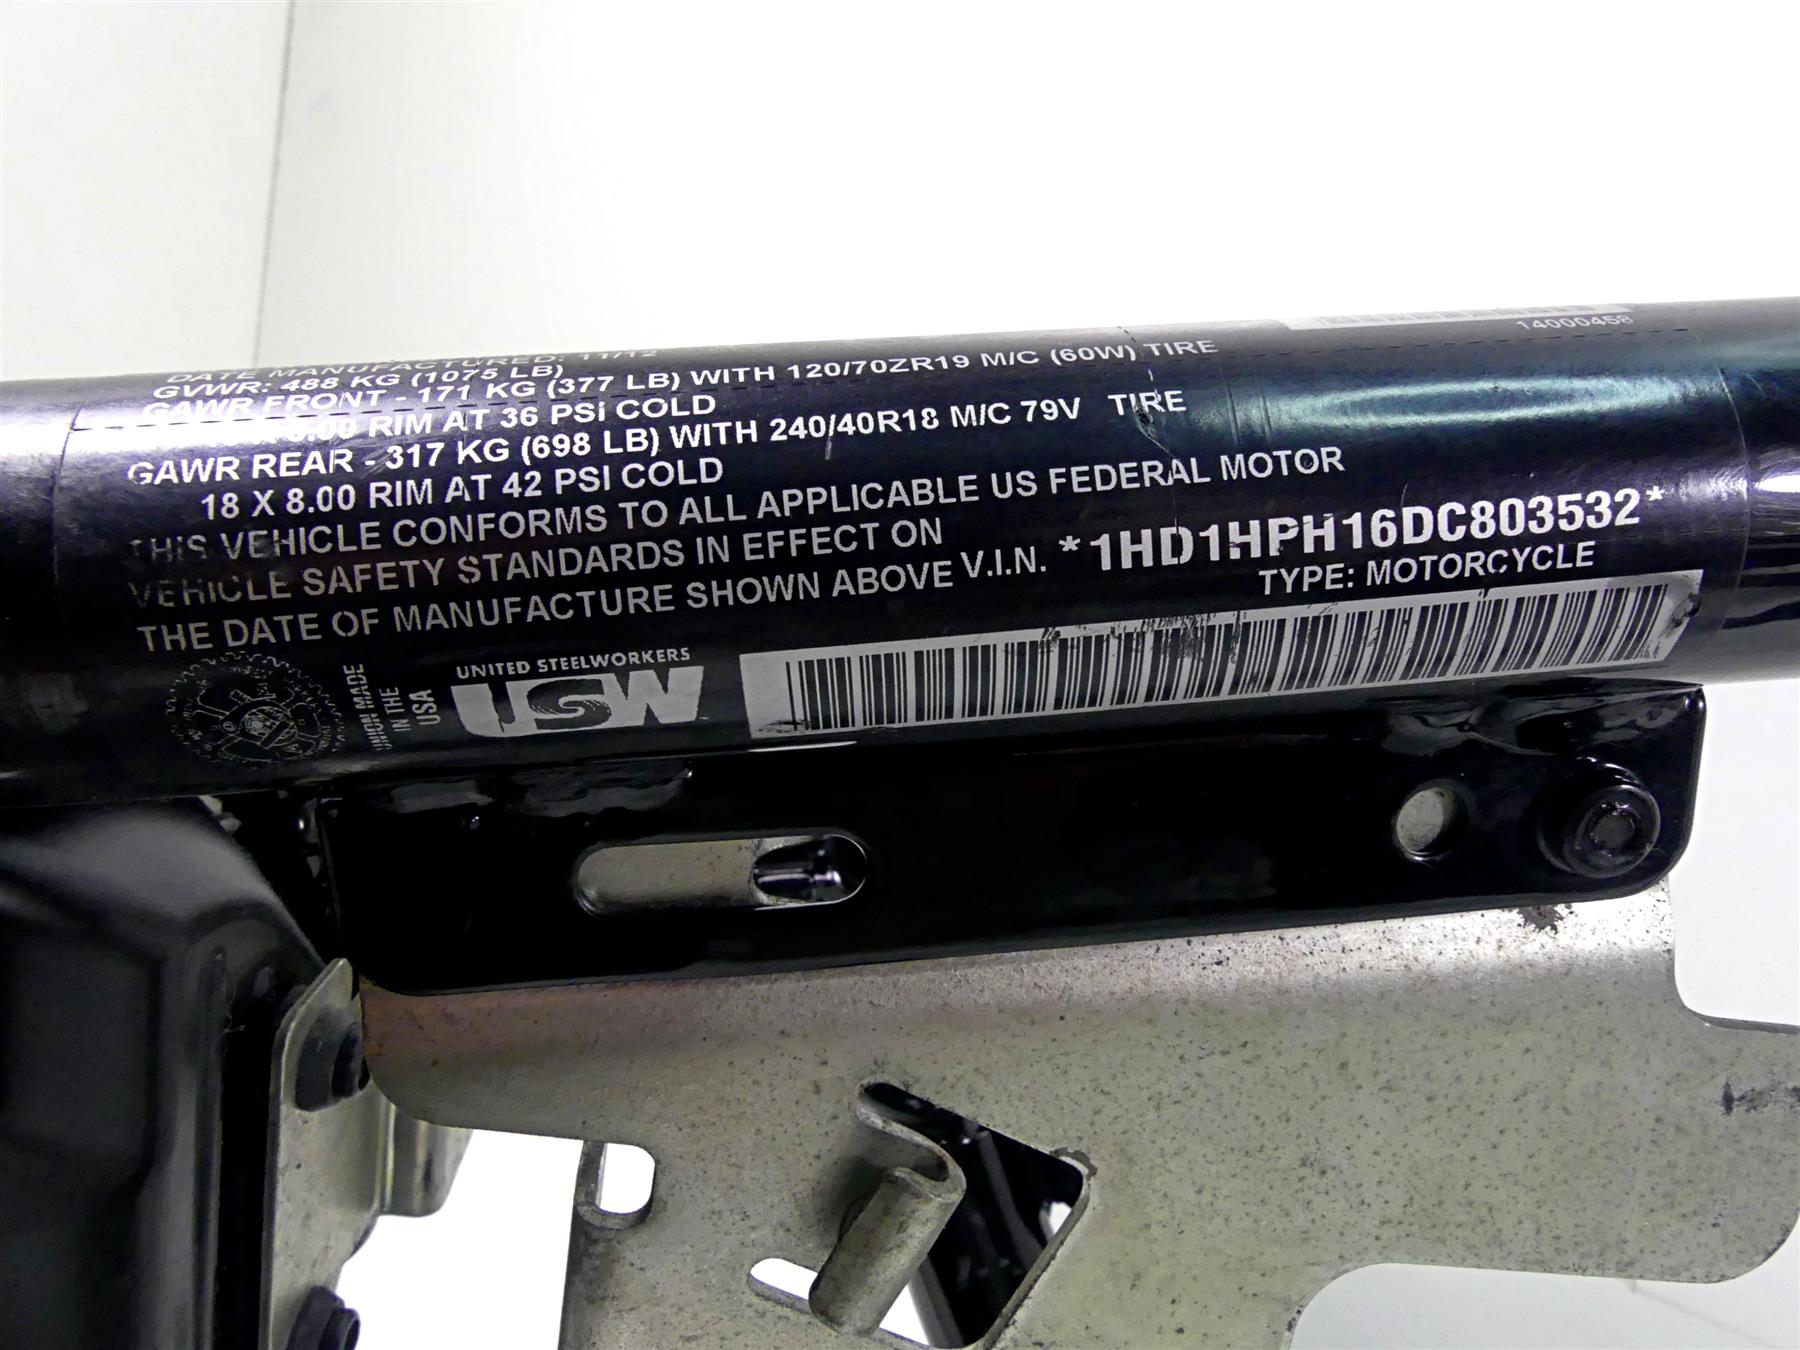 14000458
DATE MANUFACTURED: 11/12
GVWR: 488 KG (1075 LB)
GAWR FRONT - 171 KG (377 LB) WITH 120/70ZR19 M/C (60W) TIRE
RIM AT 36 PSI COLD
GAWR REAR - 317 KG (698 LB) WITH 240/40R18 M/C 79V TIRE
18 X 8.00 RIM AT 42 PSI COLD
THIS VEHICLE CONFORMS TO ALL APPLICABLE US FEDERAL MOTOR
VEHICLE SAFETY STANDARDS IN EFFECT ON
THE DATE OF MANUFACTURE SHOWN ABOVE V.I.N. *1HD1HPH16DC803532*
TYPE: MOTORCYCLE
UNION MADE
IN THE
USA
UNITED STEELWORKERS
USW